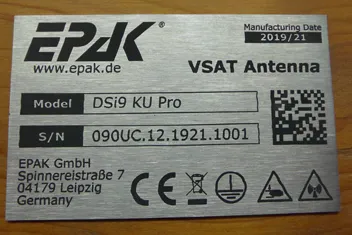 EPAK®
www.epak.de
Manufacturing Date
2019/21
VSAT Antenna
Model DSi9 KU Pro
S/N 090UC.12.1921.1001
EPAK GmbH
Spinnereistraße 7
04179 Leipzig
Germany
CE